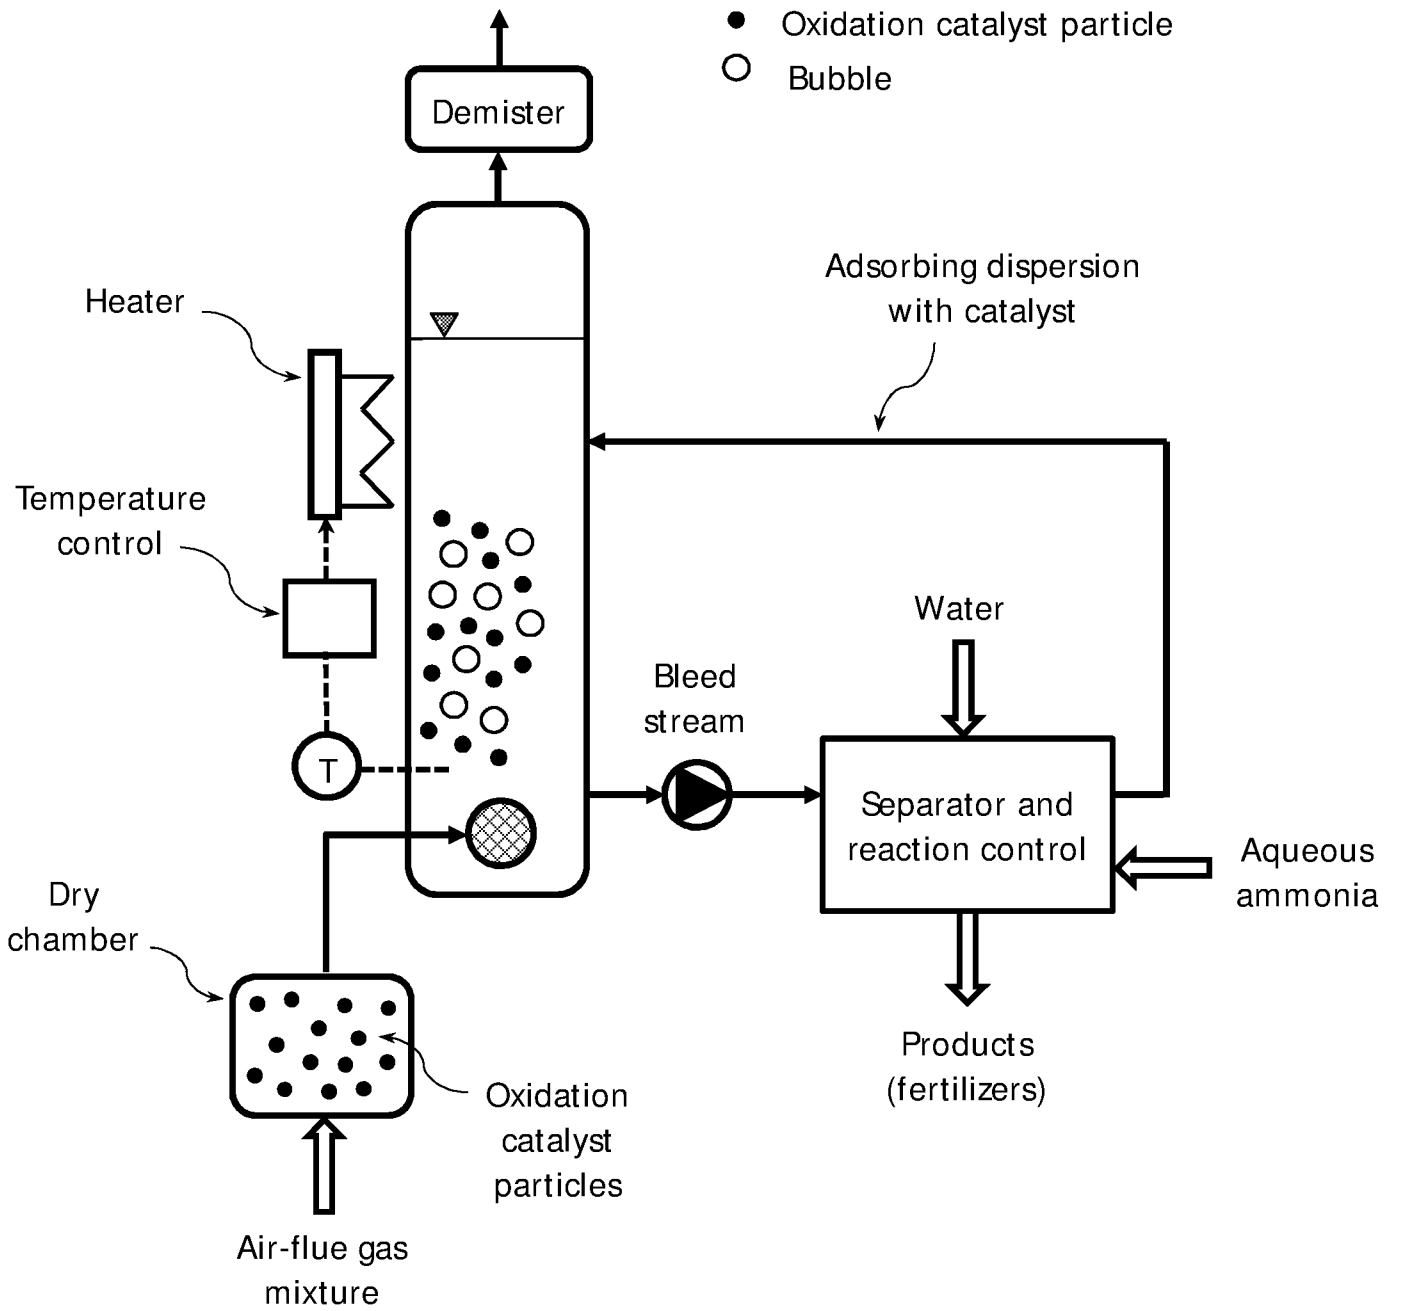 Oxidation catalyst particle
Bubble
Demister
Adsorbing dispersion
with catalyst
Heater
Temperature
control
Water
Bleed
stream
T
Separator and
reaction control
Aqueous
ammonia
Dry
chamber
Products
(fertilizers)
Oxidation
catalyst
particles
Air-flue gas
mixture